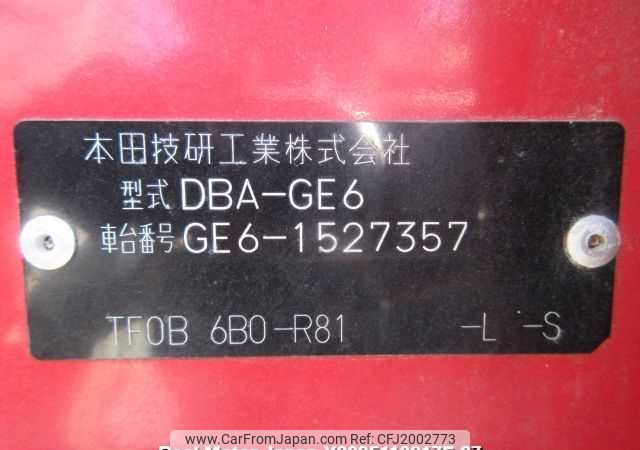 本田技研工業株式会社
型式 DBA-GE6
車台番号 GE6-1527357
TF0B 6B0-R81 -L -S
www.CarFromJapan.com REF:CFJ9002773